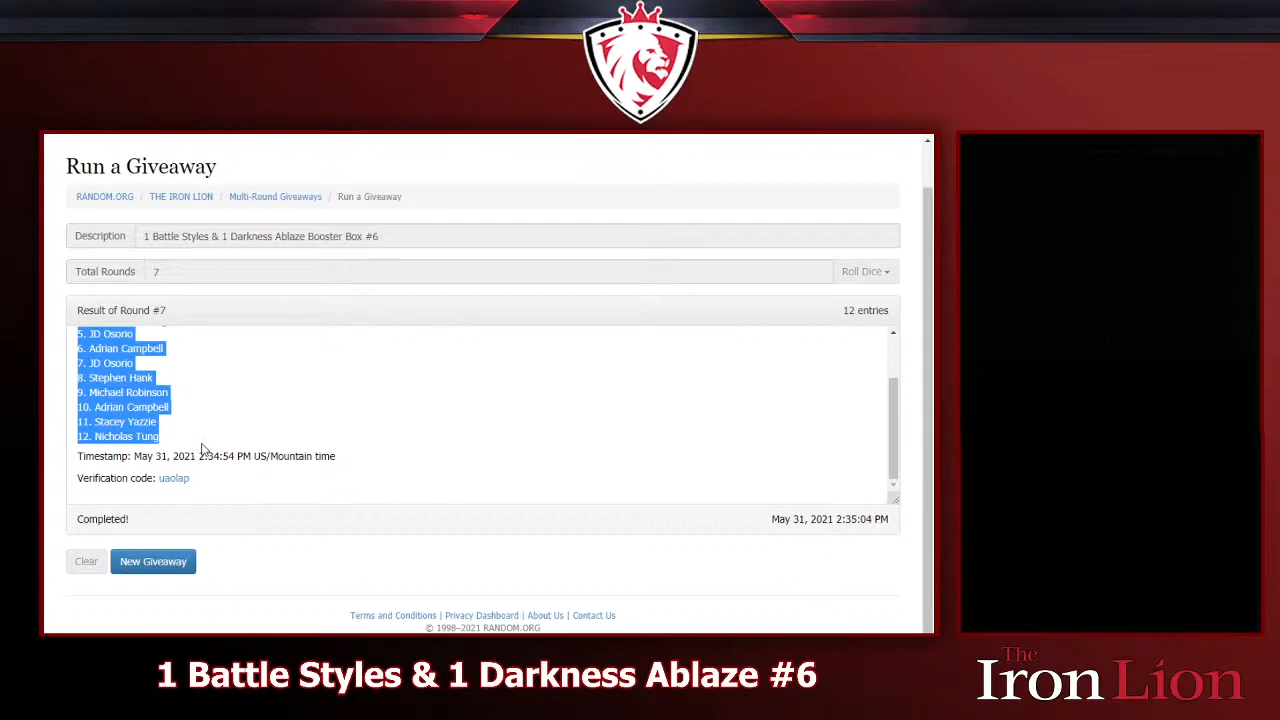 Run a Giveaway
RANDOM.ORG / THE IRON LION / Multi-Round Giveaways / Run a Giveaway
Description 1 Battle Styles & 1 Darkness Ablaze Booster Box #6
Total Rounds 7 Roll Dice
Result of Round #7 12 entries
5. JD Osorio
6. Adrian Campbell
7. JD Osorio
8. Stephen Hank
9. Michael Robinson
10. Adrian Campbell
11. Stacey Yazzie
12. Nicholas Tung
Timestamp: May 31, 2021 2:34:54 PM US/Mountain time
Verification code: uaolap
Completed! May 31, 2021 2:35:04 PM
Clear New Giveaway
Terms and Conditions | Privacy Dashboard | About Us | Contact Us
© 1998–2021 RANDOM.ORG
1 Battle Styles & 1 Darkness Ablaze #6
The
Iron Lion